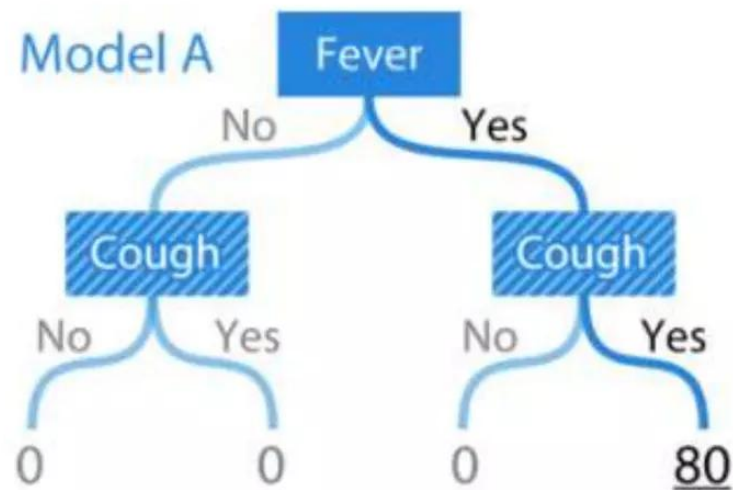 Model A
Fever
No Yes
Cough Cough
No Yes No Yes
0 0 0 80